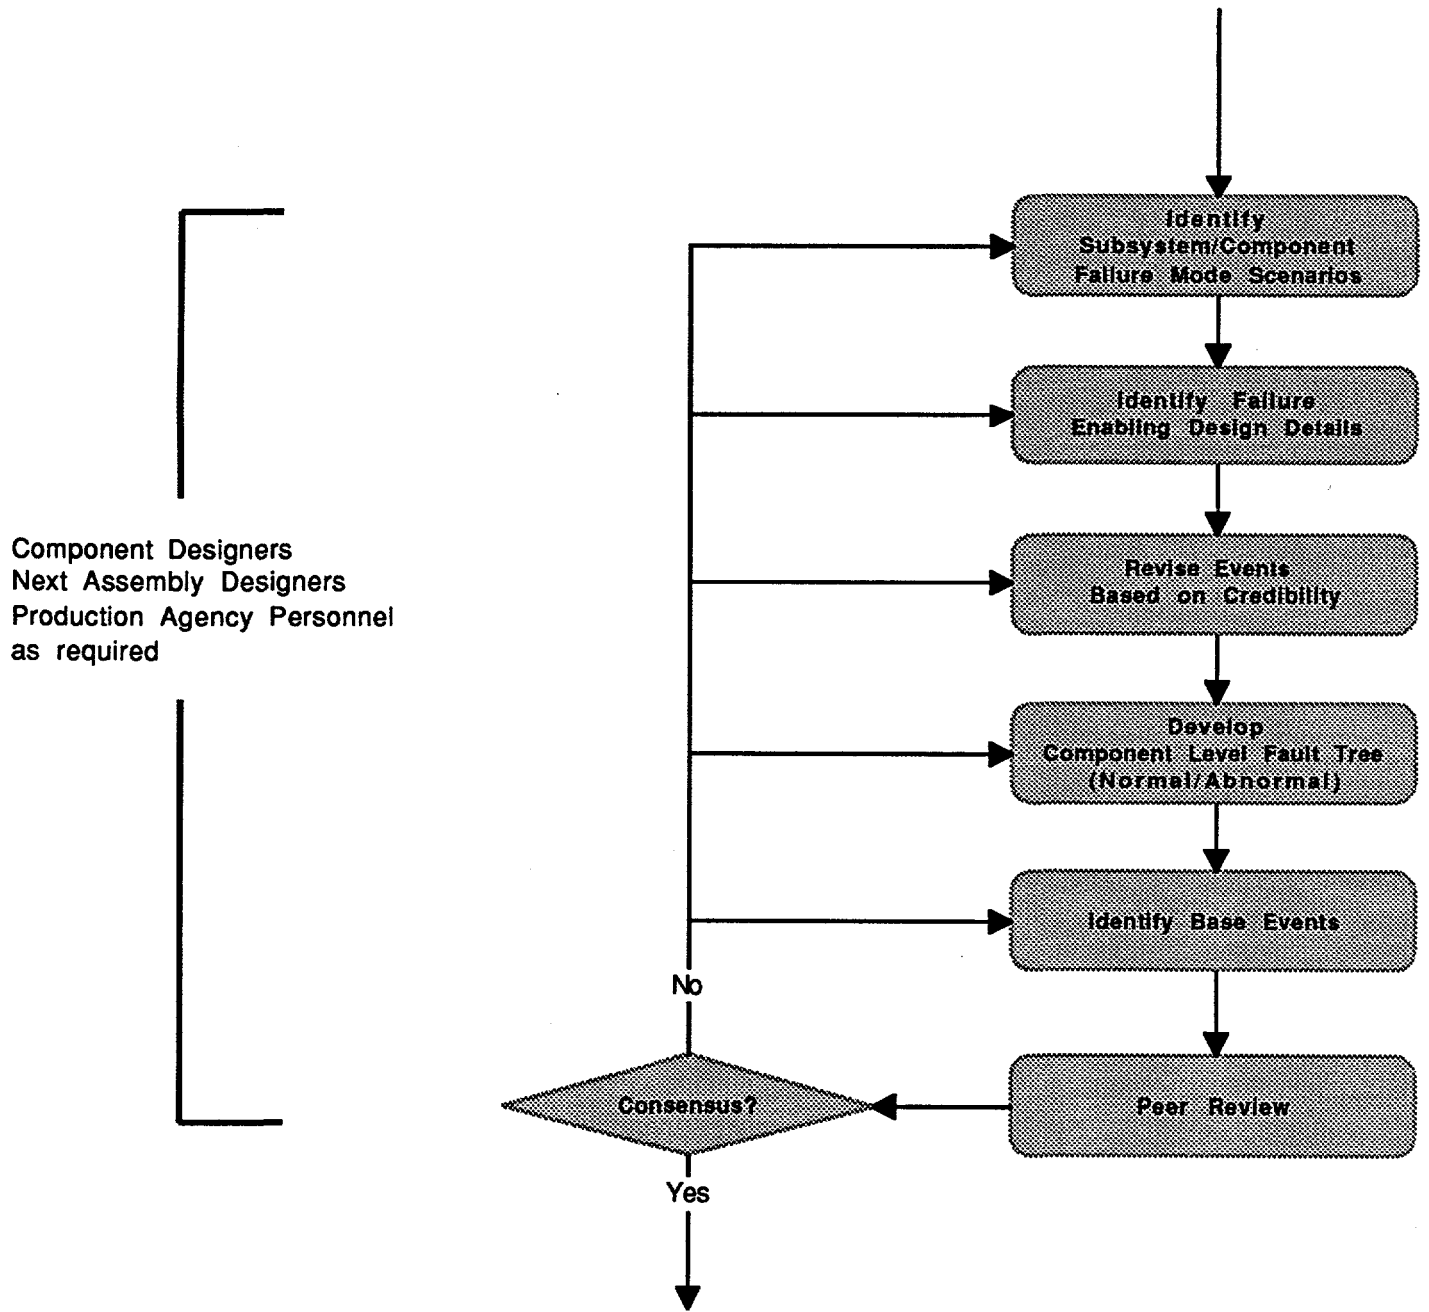 Identify
Subsystem/Component
Failure Mode Scenarios
Identify Failure
Enabling Design Details
Component Designers
Next Assembly Designers
Production Agency Personnel
as required
Revise Events
Based on Credibility
Develop
Component Level Fault Tree
(Normal/Abnormal)
Identify Base Events
No
Consensus?
Peer Review
Yes